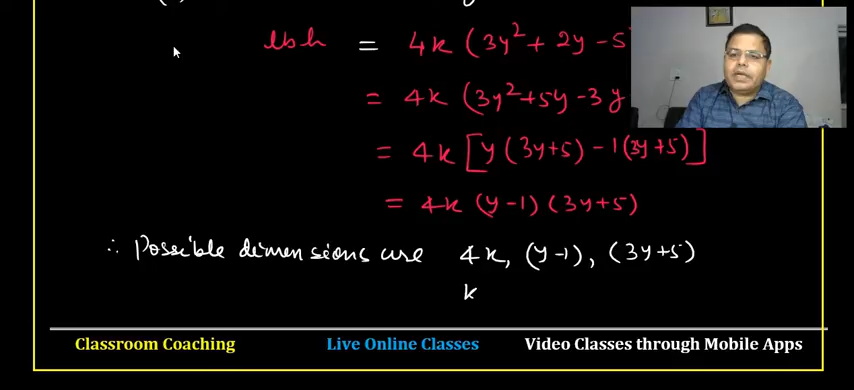 lbh = 4k (3y² + 2y - 5
= 4k (3y² + 5y - 3y
= 4k [y (3y+5) - 1 (3y+5)]
= 4k (y-1) (3y+5)
∴ Possible dimensions are 4k, (y-1), (3y+5)
k
Classroom Coaching Live Online Classes Video Classes through Mobile Apps